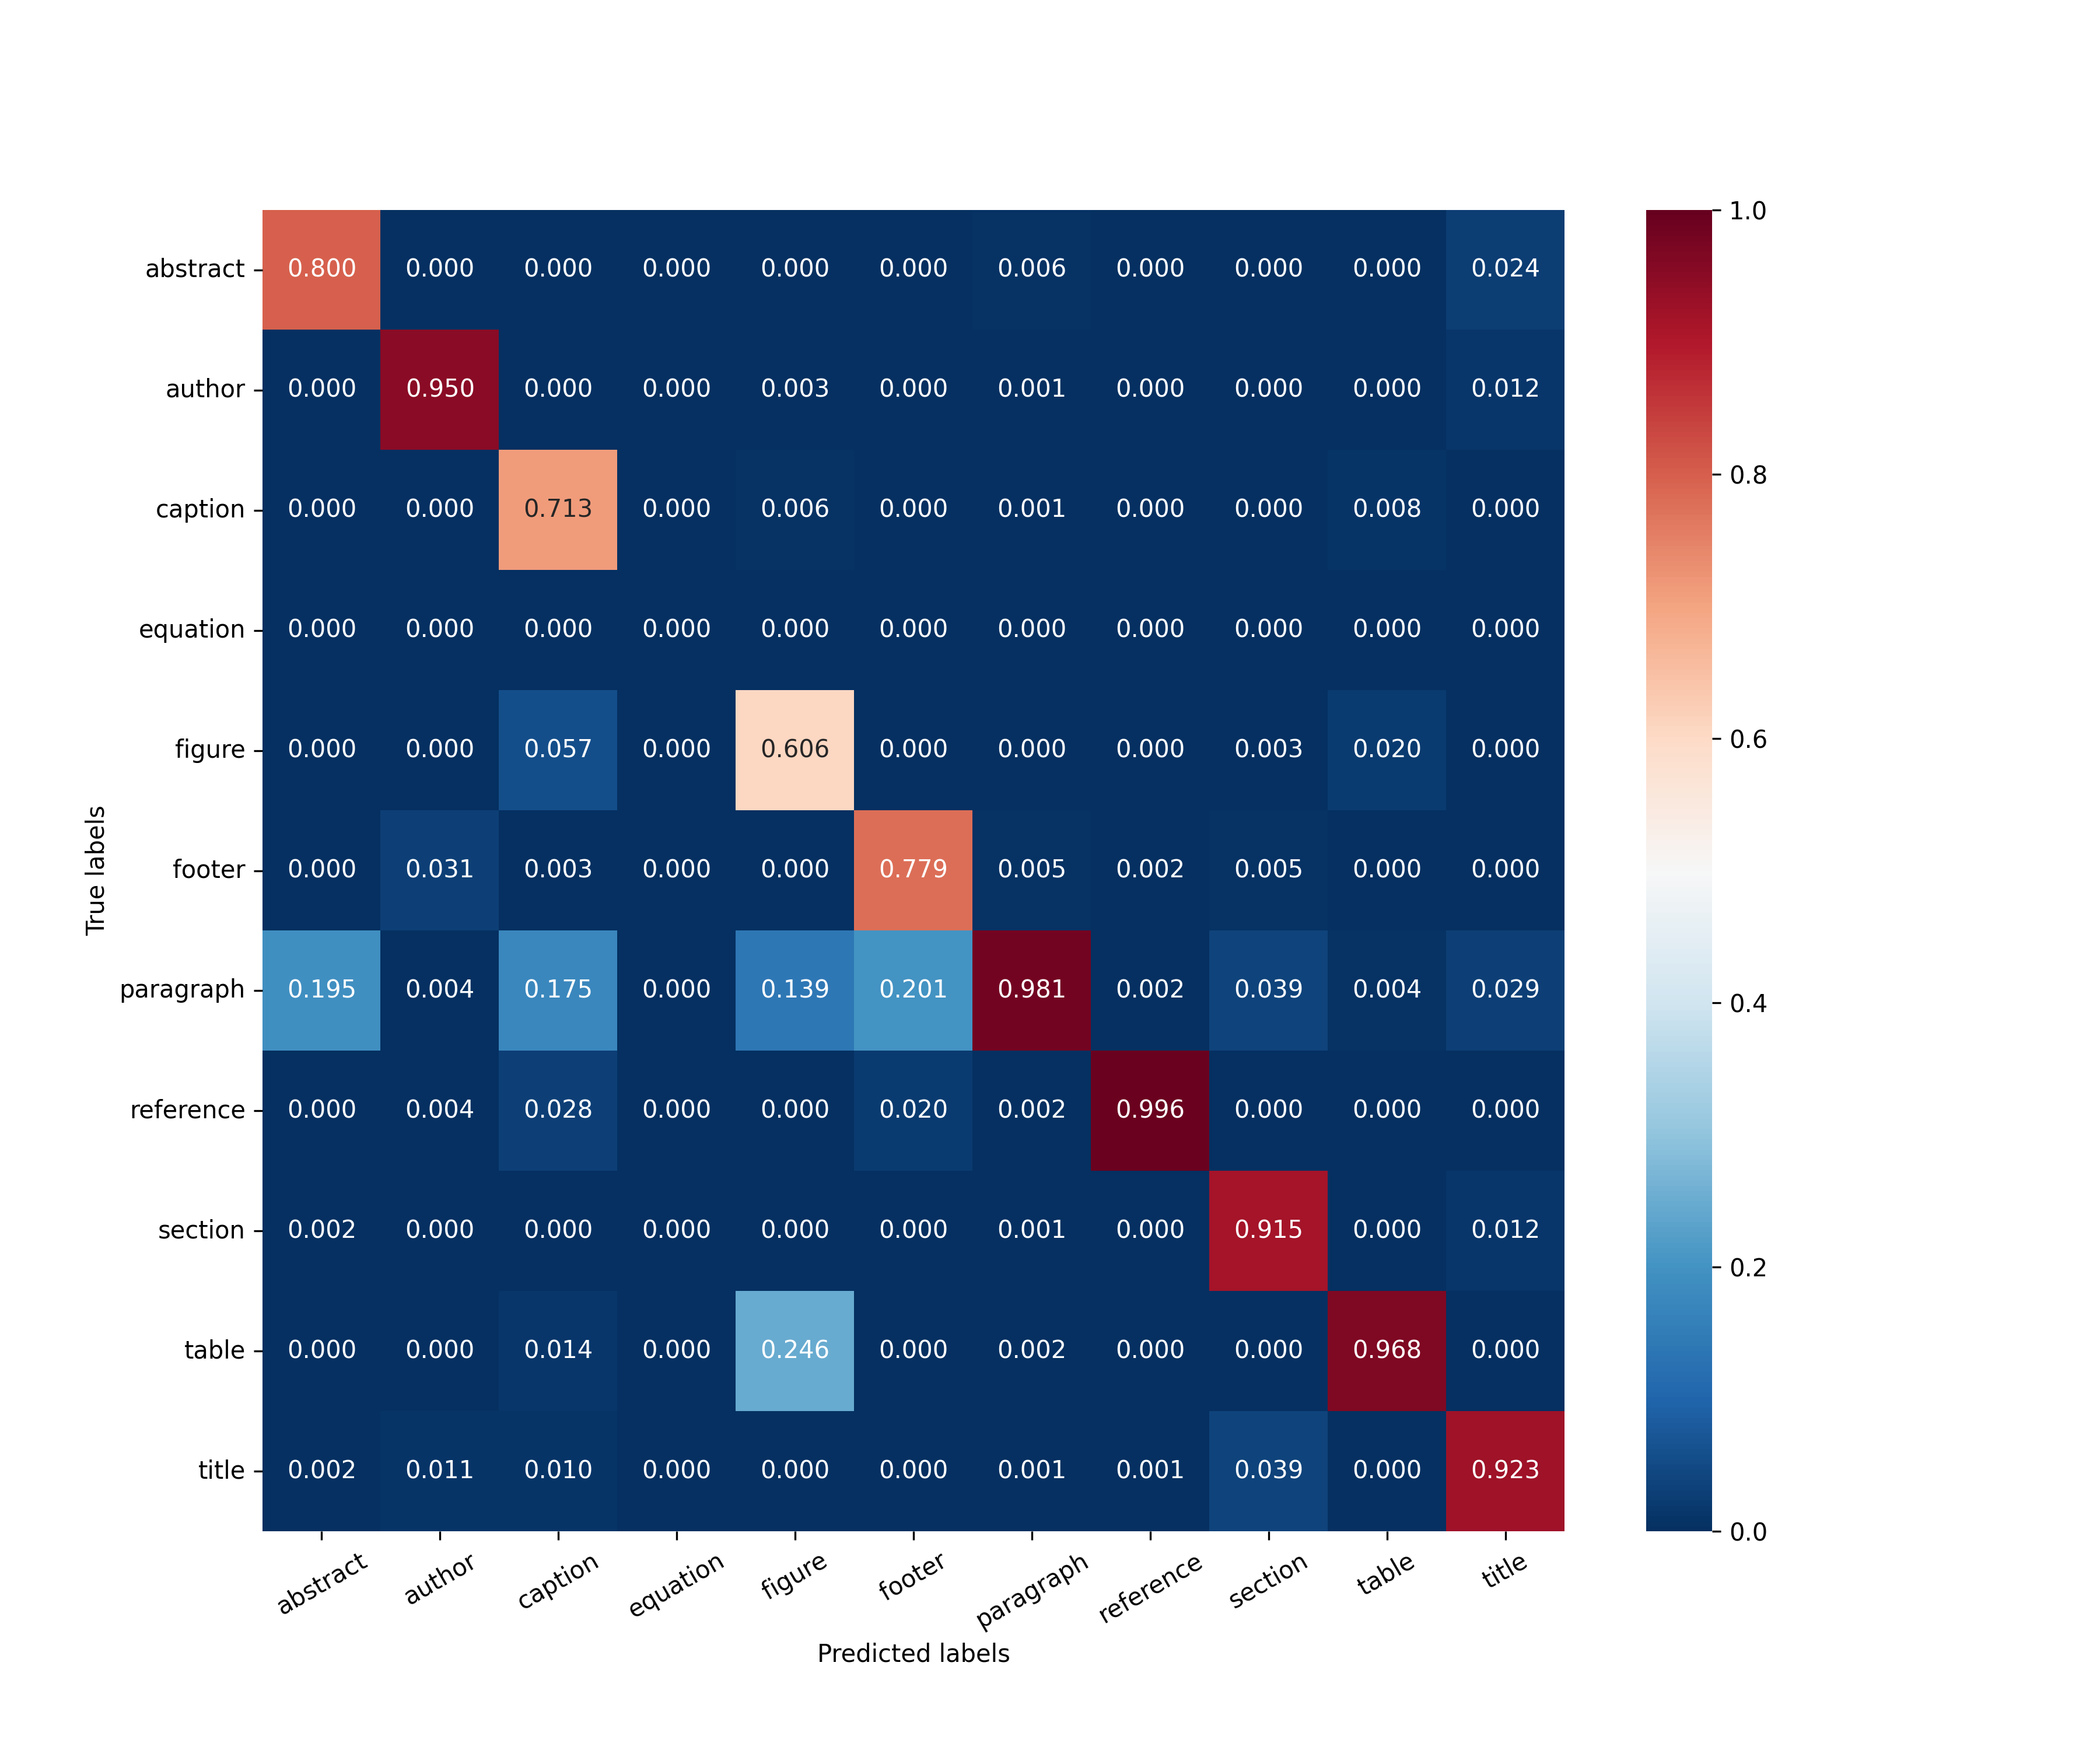 abstract 0.800 0.000 0.000 0.000 0.000 0.000 0.006 0.000 0.000 0.000 0.024
author 0.000 0.950 0.000 0.000 0.003 0.000 0.001 0.000 0.000 0.000 0.012
caption 0.000 0.000 0.713 0.000 0.006 0.000 0.001 0.000 0.000 0.008 0.000
equation 0.000 0.000 0.000 0.000 0.000 0.000 0.000 0.000 0.000 0.000 0.000
figure 0.000 0.000 0.057 0.000 0.606 0.000 0.000 0.000 0.003 0.020 0.000
footer 0.000 0.031 0.003 0.000 0.000 0.779 0.005 0.002 0.005 0.000 0.000
paragraph 0.195 0.004 0.175 0.000 0.139 0.201 0.981 0.002 0.039 0.004 0.029
reference 0.000 0.004 0.028 0.000 0.000 0.020 0.002 0.996 0.000 0.000 0.000
section 0.002 0.000 0.000 0.000 0.000 0.000 0.001 0.000 0.915 0.000 0.012
table 0.000 0.000 0.014 0.000 0.246 0.000 0.002 0.000 0.000 0.968 0.000
title 0.002 0.011 0.010 0.000 0.000 0.000 0.001 0.001 0.039 0.000 0.923
abstract author caption equation figure footer paragraph reference section table title
Predicted labels
True labels
1.0
0.8
0.6
0.4
0.2
0.0